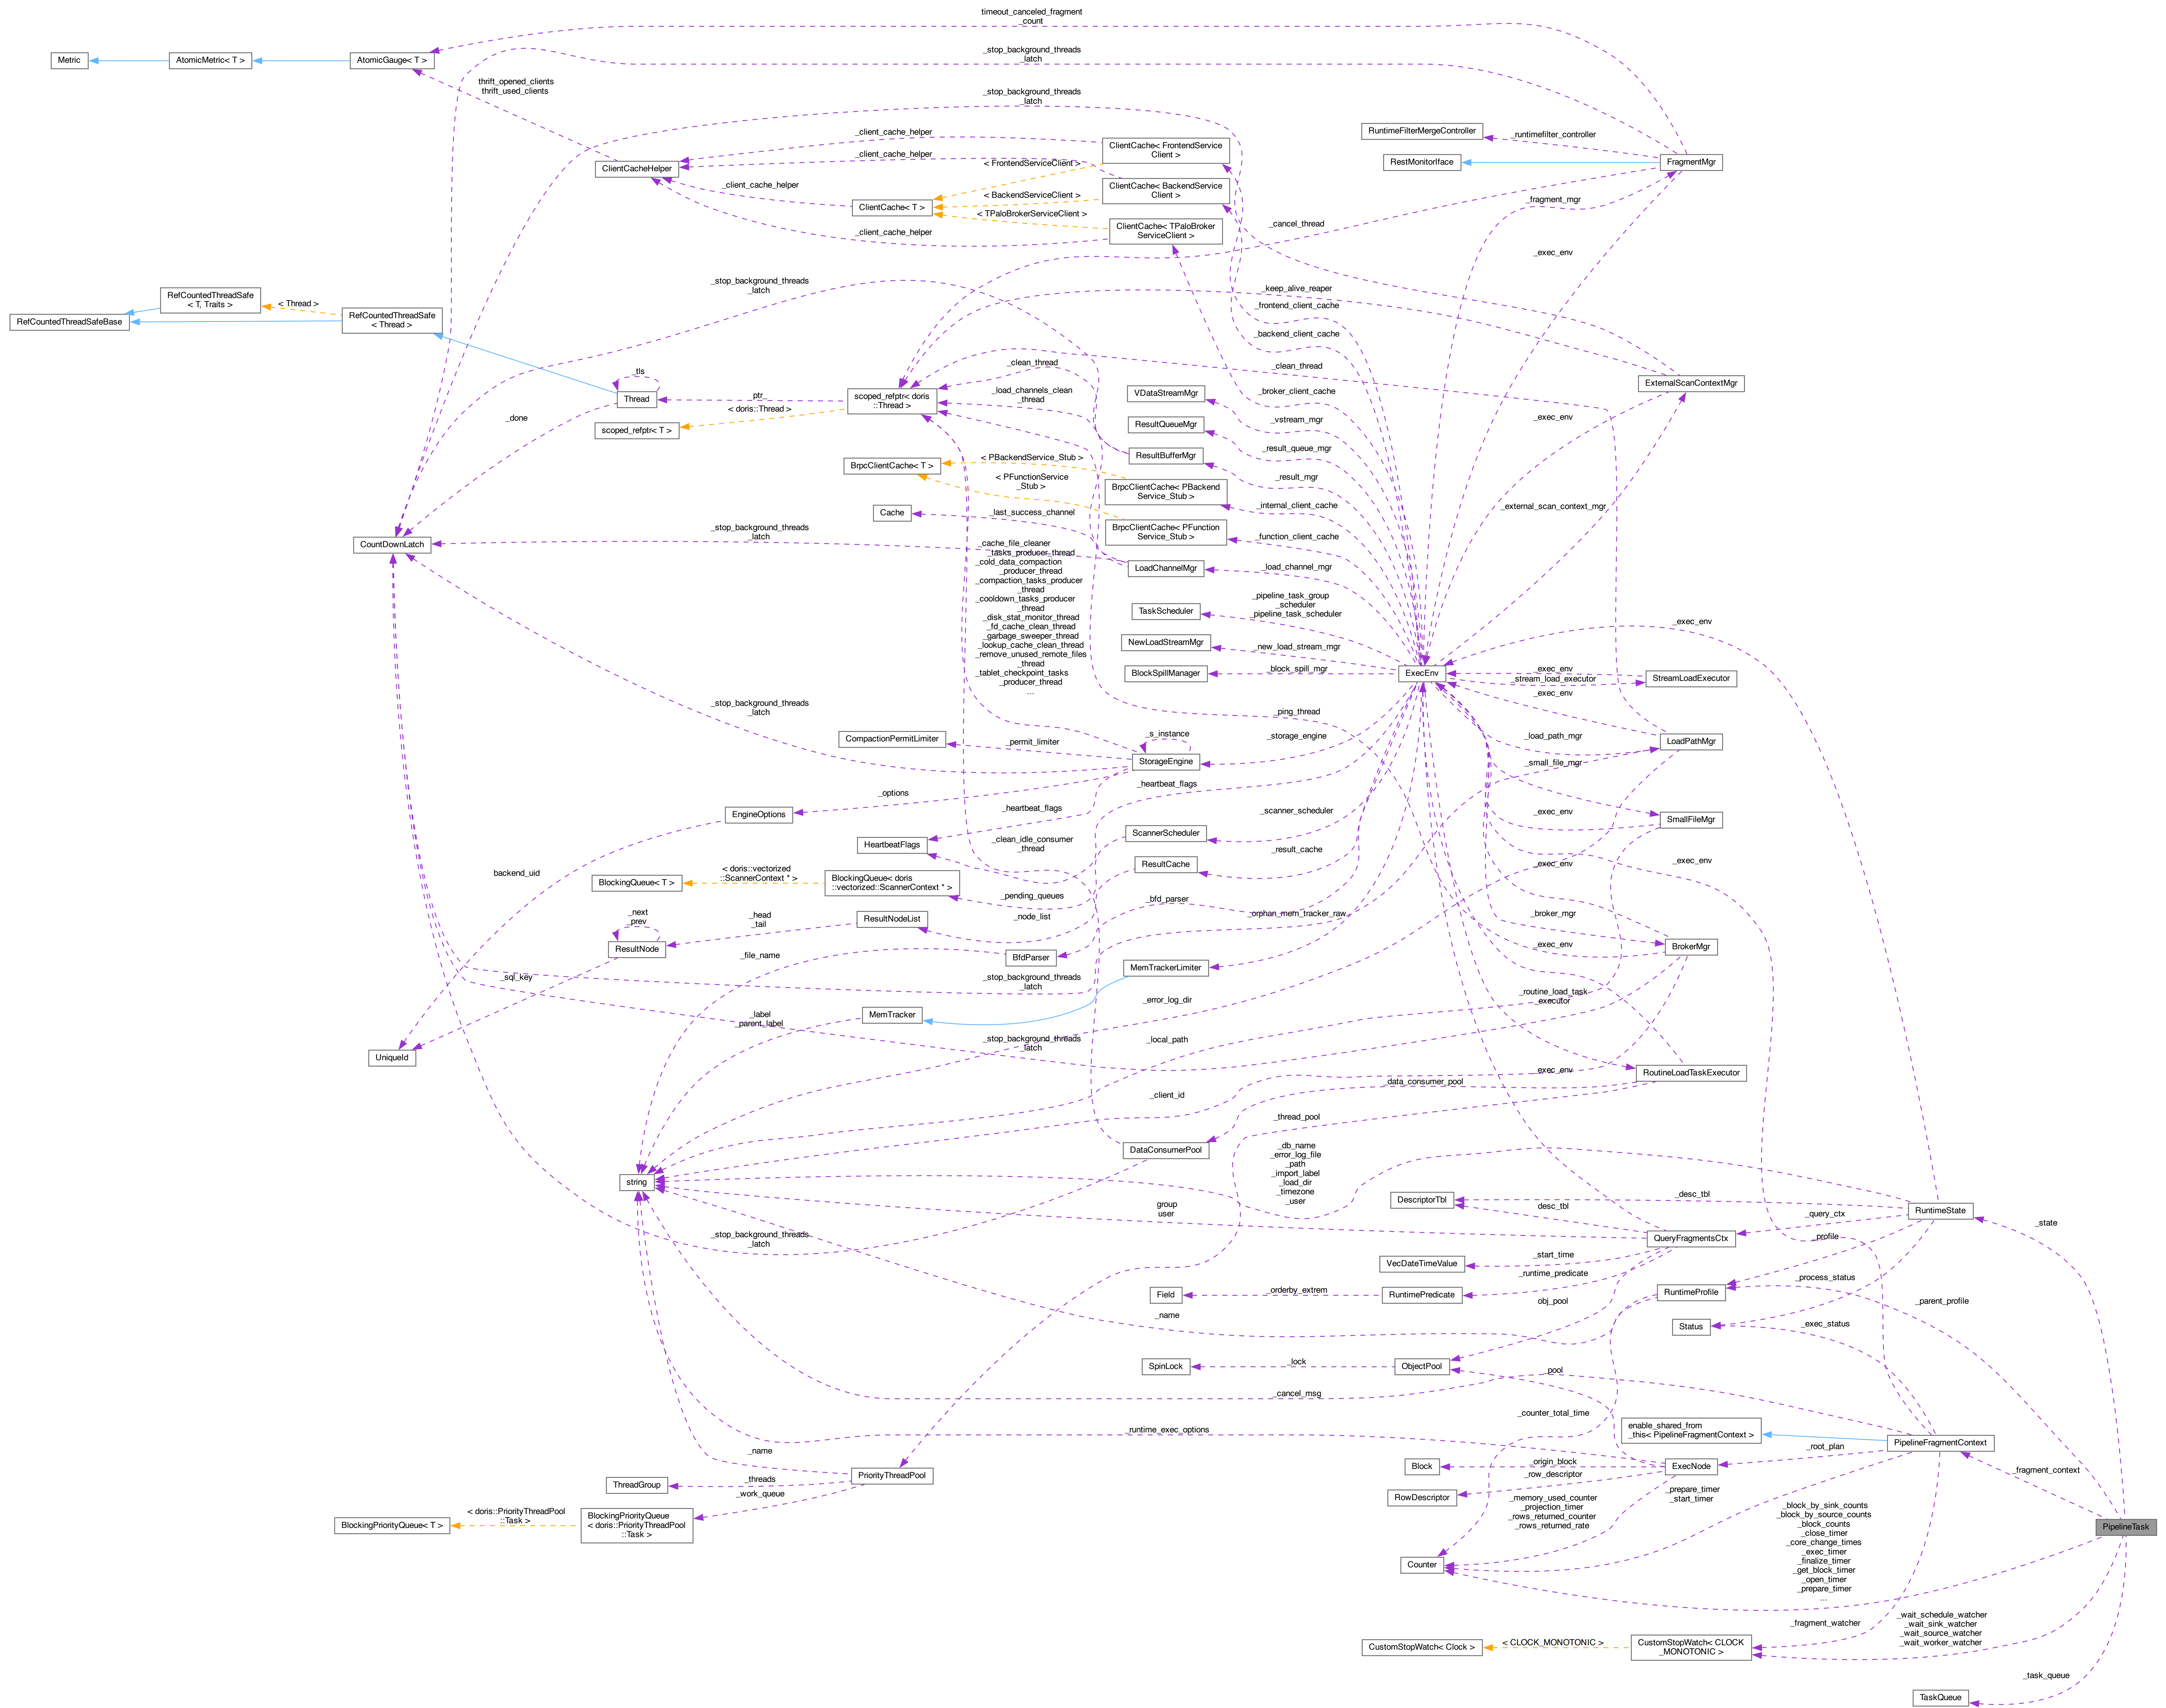 timeout_canceled_fragment
_count
Metric
AtomicMetric< T >
AtomicGauge< T >
_stop_background_threads
_latch
thrift_opened_clients
thrift_used_clients
_stop_background_threads
_latch
_client_cache_helper
ClientCache< FrontendService
Client >
RuntimeFilterMergeController
_runtimefilter_controller
_client_cache_helper
< FrontendServiceClient >
RestMonitorIface
FragmentMgr
ClientCacheHelper
_client_cache_helper
ClientCache< BackendService
Client >
< BackendServiceClient >
_fragment_mgr
ClientCache< T >
< TPaloBrokerServiceClient >
_client_cache_helper
ClientCache< TPaloBroker
ServiceClient >
_cancel_thread
_exec_env
_stop_background_threads
_latch
_keep_alive_reaper
RefCountedThreadSafe
< T, Traits >
< Thread >
RefCountedThreadSafe
< Thread >
RefCountedThreadSafeBase
_frontend_client_cache
_backend_client_cache
_tls
_clean_thread
_clean_thread
Thread
ptr_
_load_channels_clean
_thread
scoped_refptr< doris
::Thread >
ExternalScanContextMgr
VDataStreamMgr
_broker_client_cache
< doris::Thread >
_done
scoped_refptr< T >
_vstream_mgr
_exec_env
ResultQueueMgr
_result_queue_mgr
BrpcClientCache< T >
< PBackendService_Stub >
ResultBufferMgr
_result_mgr
< PFunctionService
_Stub >
BrpcClientCache< PBackend
Service_Stub >
_internal_client_cache
_external_scan_context_mgr
Cache
_last_success_channel
BrpcClientCache< PFunction
Service_Stub >
_function_client_cache
_stop_background_threads
_latch
CountDownLatch
_cache_file_cleaner
_tasks_producer_thread
_cold_data_compaction
_producer_thread
_compaction_tasks_producer
_thread
_cooldown_tasks_producer
_thread
_disk_stat_monitor_thread
_fd_cache_clean_thread
_garbage_sweeper_thread
_lookup_cache_clean_thread
_remove_unused_remote_files
_thread
_tablet_checkpoint_tasks
_producer_thread
...
LoadChannelMgr
_load_channel_mgr
TaskScheduler
_pipeline_task_group
_scheduler
_pipeline_task_scheduler
_exec_env
NewLoadStreamMgr
_new_load_stream_mgr
BlockSpillManager
_block_spill_mgr
ExecEnv
_exec_env
_stream_load_executor
StreamLoadExecutor
_exec_env
_stop_background_threads
_latch
_ping_thread
_s_instance
CompactionPermitLimiter
_permit_limiter
StorageEngine
_storage_engine
_load_path_mgr
LoadPathMgr
_small_file_mgr
_options
_heartbeat_flags
EngineOptions
_heartbeat_flags
_scanner_scheduler
_exec_env
SmallFileMgr
HeartbeatFlags
_clean_idle_consumer
_thread
ScannerScheduler
_result_cache
backend_uid
BlockingQueue< T >
< doris::vectorized
::ScannerContext * >
BlockingQueue< doris
::vectorized::ScannerContext * >
ResultCache
_exec_env
_exec_env
_pending_queues
_bfd_parser
_next
_prev
_head
_tail
ResultNodeList
_node_list
_orphan_mem_tracker_raw
_broker_mgr
ResultNode
_exec_env
BrokerMgr
_file_name
BfdParser
MemTrackerLimiter
_sql_key
_stop_background_threads
_latch
_error_log_dir
_routine_load_task
_executor
_label
_parent_label
MemTracker
_stop_background_threads
_latch
_local_path
UniqueId
_exec_env
RoutineLoadTaskExecutor
_data_consumer_pool
_client_id
_thread_pool
DataConsumerPool
_db_name
_error_log_file
_path
_import_label
_load_dir
_timezone
_user
string
group
user
DescriptorTbl
_desc_tbl
desc_tbl
RuntimeState
_query_ctx
_state
_stop_background_threads
_latch
QueryFragmentsCtx
_profile
VecDateTimeValue
_start_time
_runtime_predicate
_process_status
Field
_orderby_extrem
RuntimePredicate
RuntimeProfile
_parent_profile
obj_pool
_name
Status
_exec_status
SpinLock
_lock
ObjectPool
_pool
_cancel_msg
_counter_total_time
_runtime_exec_options
enable_shared_from
_this< PipelineFragmentContext >
PipelineFragmentContext
_root_plan
_name
Block
_origin_block
_row_descriptor
ExecNode
_fragment_context
PriorityThreadPool
ThreadGroup
_threads
_work_queue
RowDescriptor
_prepare_timer
_start_timer
_memory_used_counter
_projection_timer
_rows_returned_counter
_rows_returned_rate
_block_by_sink_counts
_block_by_source_counts
_block_counts
_close_timer
_core_change_times
_exec_timer
_finalize_timer
_get_block_timer
_open_timer
_prepare_timer
...
BlockingPriorityQueue< T >
< doris::PriorityThreadPool
::Task >
BlockingPriorityQueue
< doris::PriorityThreadPool
::Task >
PipelineTask
Counter
_fragment_watcher
_wait_schedule_watcher
_wait_sink_watcher
_wait_source_watcher
_wait_worker_watcher
CustomStopWatch< Clock >
< CLOCK_MONOTONIC >
CustomStopWatch< CLOCK
_MONOTONIC >
_task_queue
TaskQueue